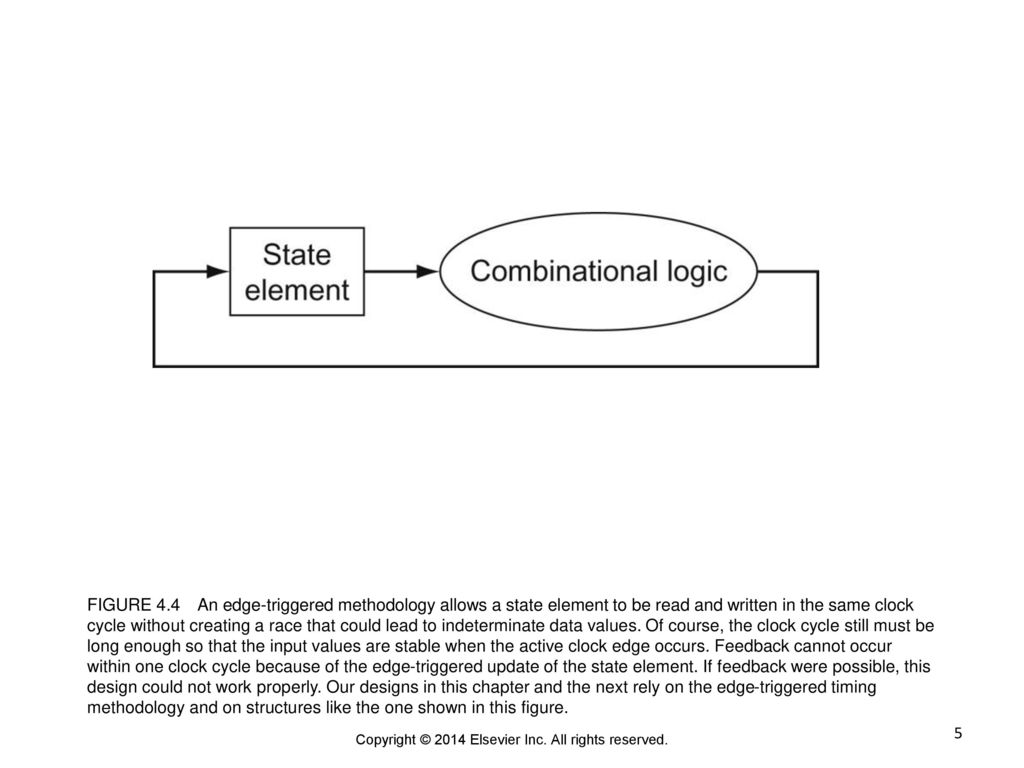 State
element
Combinational logic
FIGURE 4.4 An edge-triggered methodology allows a state element to be read and written in the same clock
cycle without creating a race that could lead to indeterminate data values. Of course, the clock cycle still must be
long enough so that the input values are stable when the active clock edge occurs. Feedback cannot occur
within one clock cycle because of the edge-triggered update of the state element. If feedback were possible, this
design could not work properly. Our designs in this chapter and the next rely on the edge-triggered timing
methodology and on structures like the one shown in this figure.
Copyright © 2014 Elsevier Inc. All rights reserved.
5